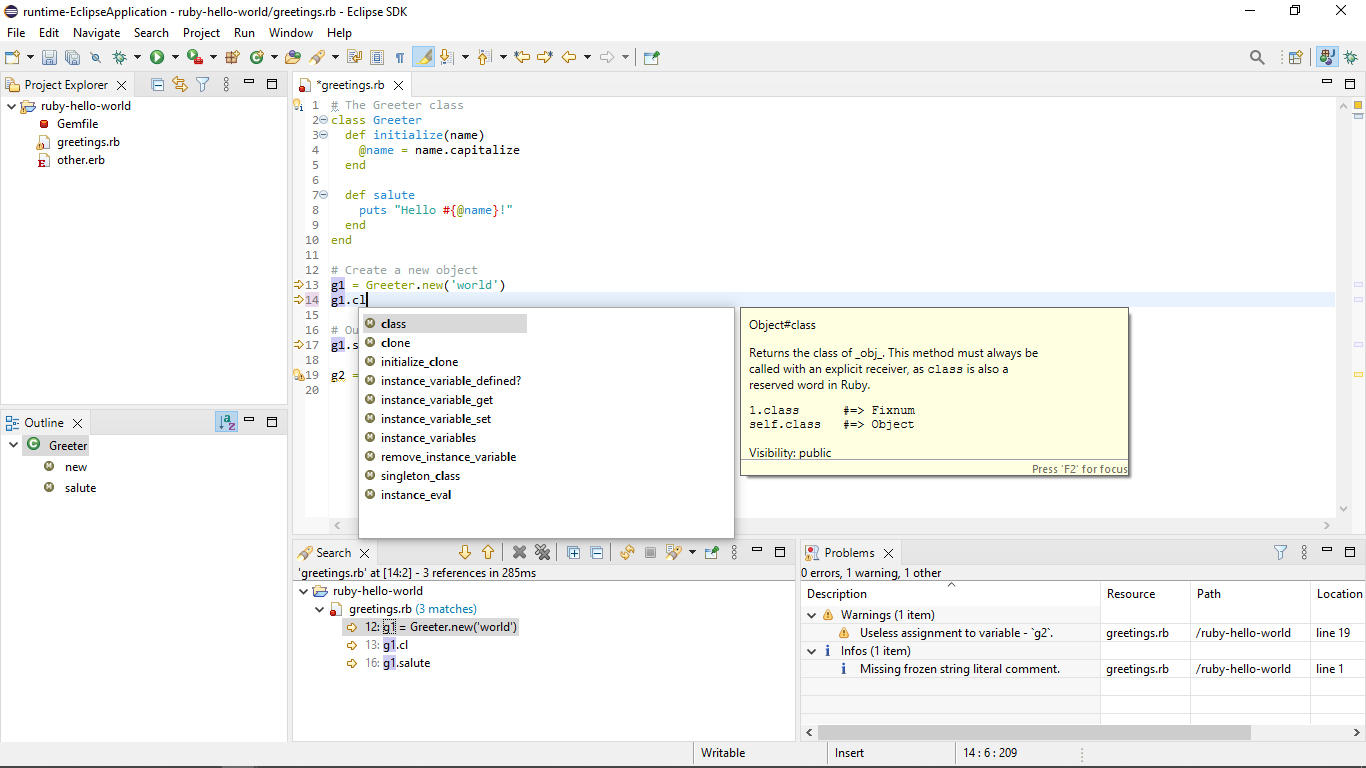 runtime-EclipseApplication - ruby-hello-world/greetings.rb - Eclipse SDK
File Edit Navigate Search Project Run Window Help
Project Explorer
ruby-hello-world
Gemfile
greetings.rb
other.erb
Outline
Greeter
new
salute
*greetings.rb
1 # The Greeter class
2 class Greeter
3 def initialize(name)
4 @name = name.capitalize
5 end
6
7 def salute
8 puts "Hello #{@name}!"
9 end
10 end
11
12 # Create a new object
13 g1 = Greeter.new('world')
14 g1.cl
15
16 # Ou
17 g1.s
18
19 g2 =
20
class
clone
initialize_clone
instance_variable_defined?
instance_variable_get
instance_variable_set
instance_variables
remove_instance_variable
singleton_class
instance_eval
Object#class
Returns the class of _obj_. This method must always be
called with an explicit receiver, as class is also a
reserved word in Ruby.
1.class #=> Fixnum
self.class #=> Object
Visibility: public
Press 'F2' for focus
Search
'greetings.rb' at [14:2] - 3 references in 285ms
ruby-hello-world
greetings.rb (3 matches)
12: g1 = Greeter.new('world')
13: g1.cl
16: g1.salute
Problems
0 errors, 1 warning, 1 other
Description Resource Path Location
Warnings (1 item)
Useless assignment to variable - `g2`. greetings.rb /ruby-hello-world line 19
Infos (1 item)
Missing frozen string literal comment. greetings.rb /ruby-hello-world line 1
Writable Insert 14 : 6 : 209